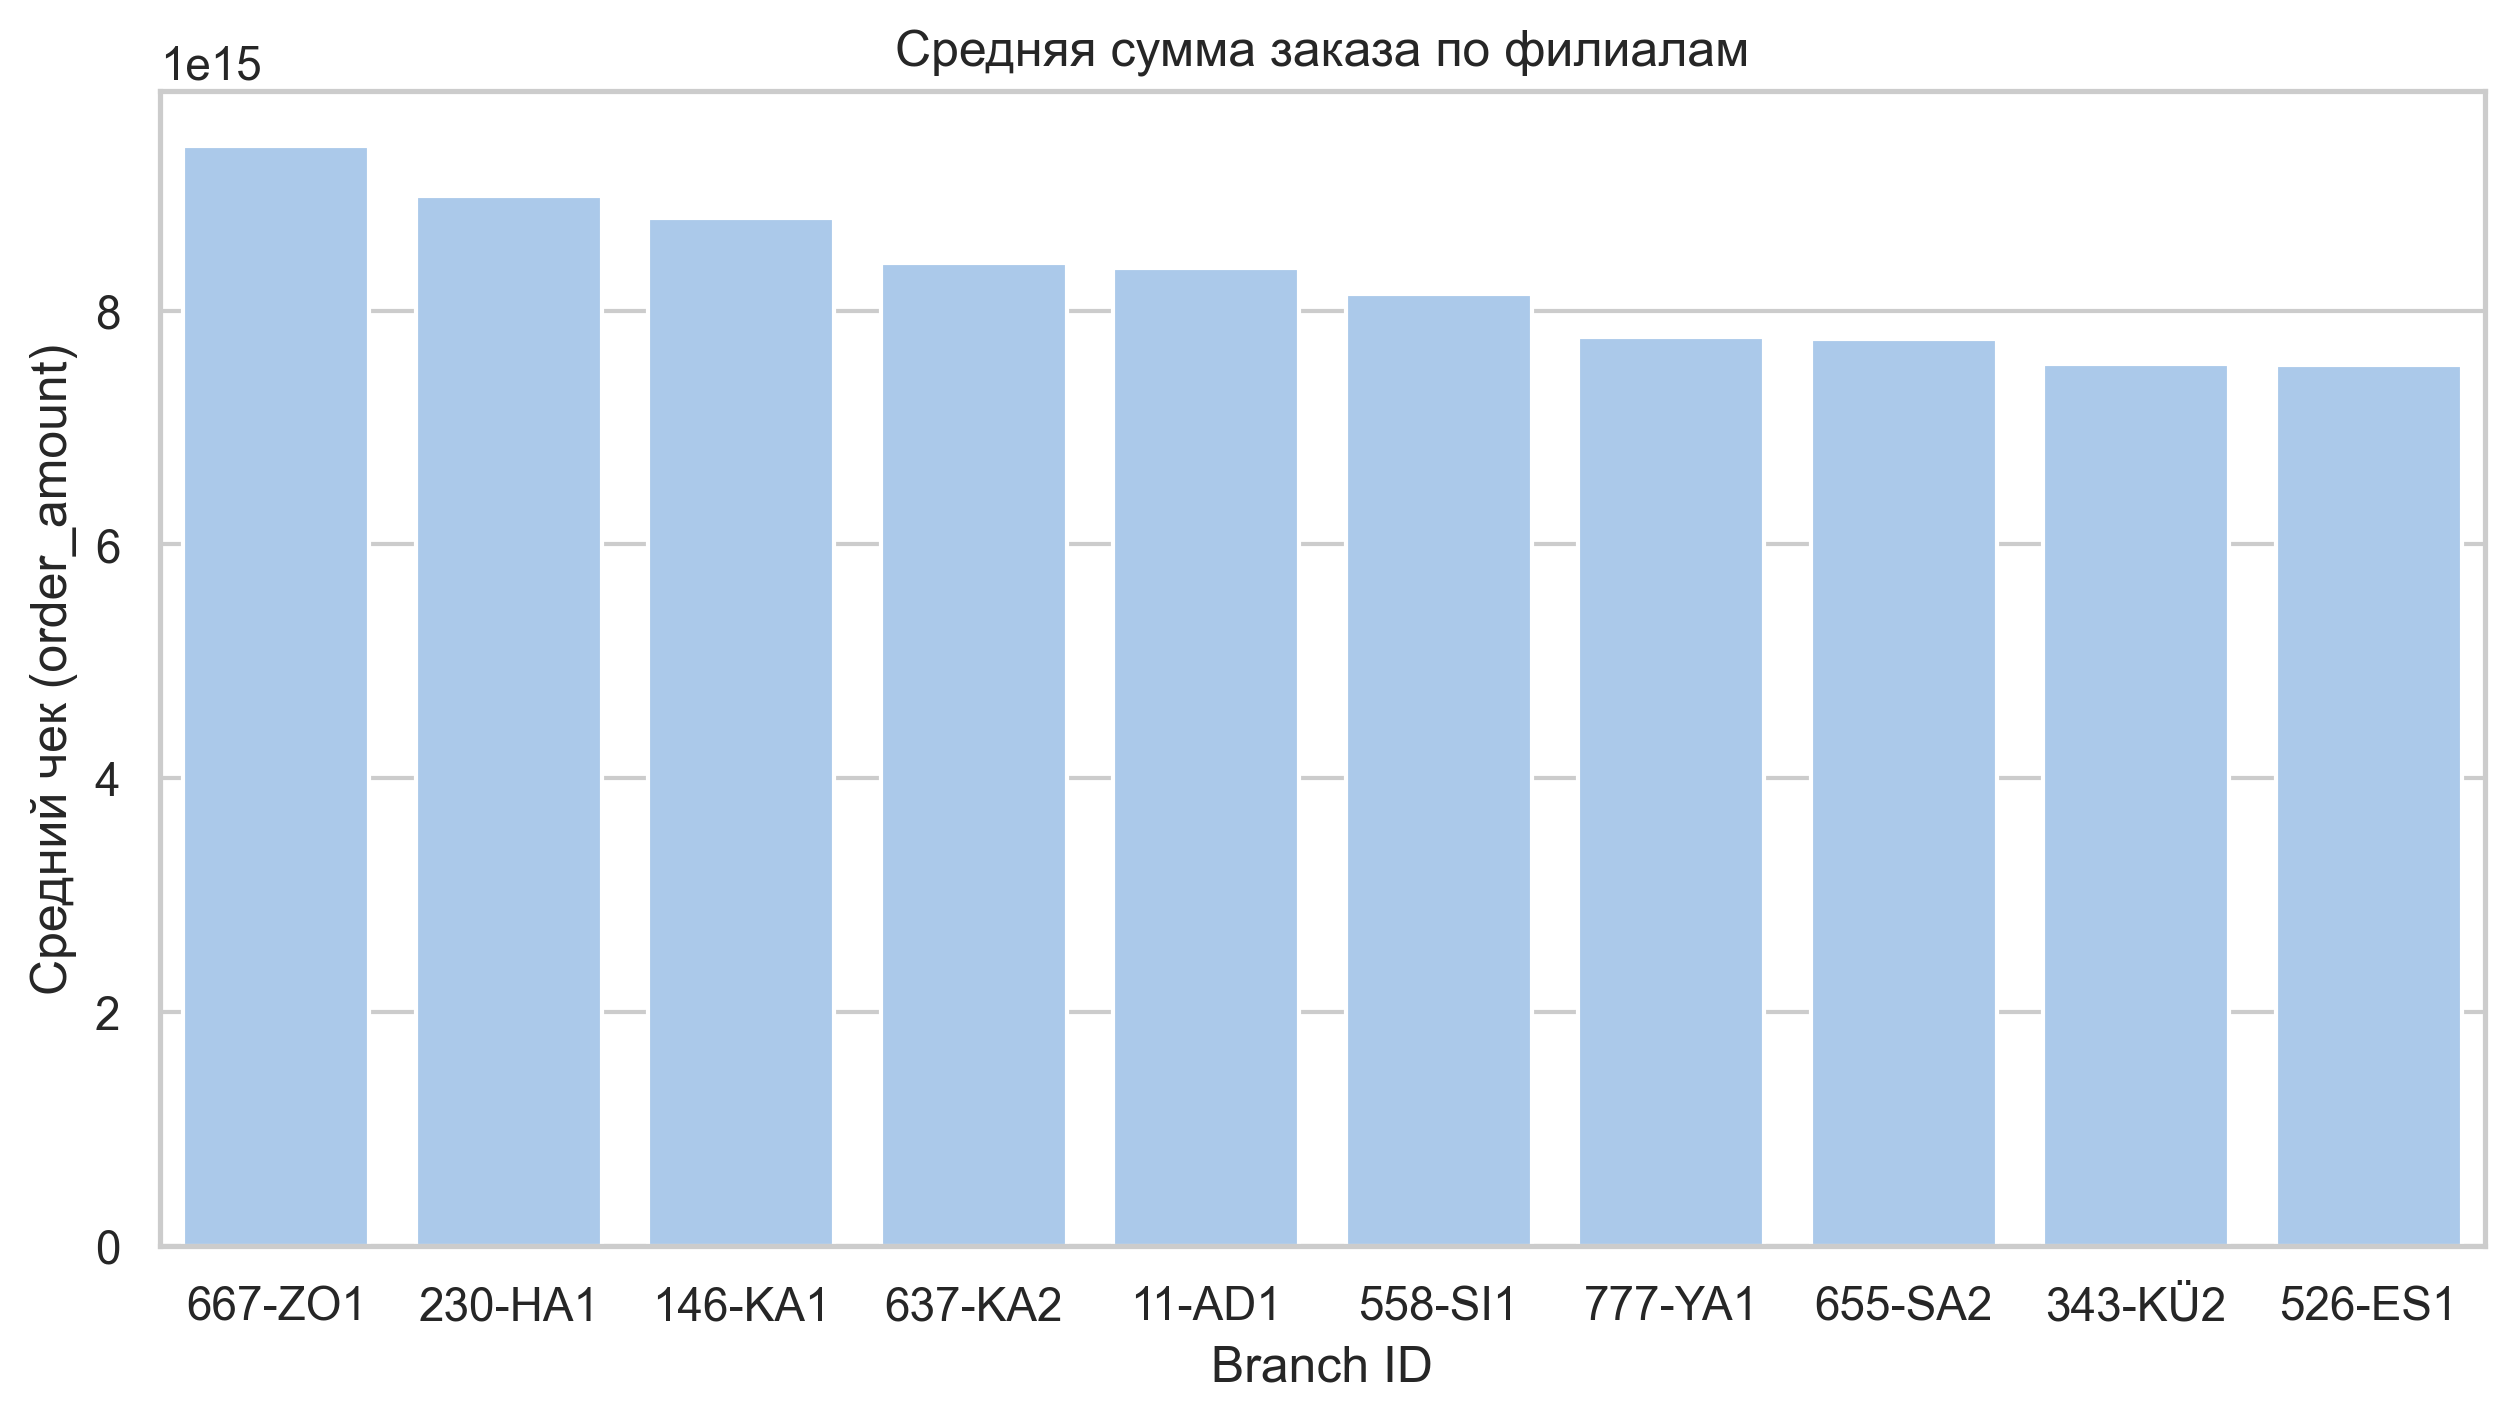 Средняя сумма заказа по филиалам
1e15
Средний чек (order_amount)
8
6
4
2
0
667-ZO1 230-HA1 146-KA1 637-KA2 11-AD1 558-SI1 777-YA1 655-SA2 343-KÜ2 526-ES1
Branch ID